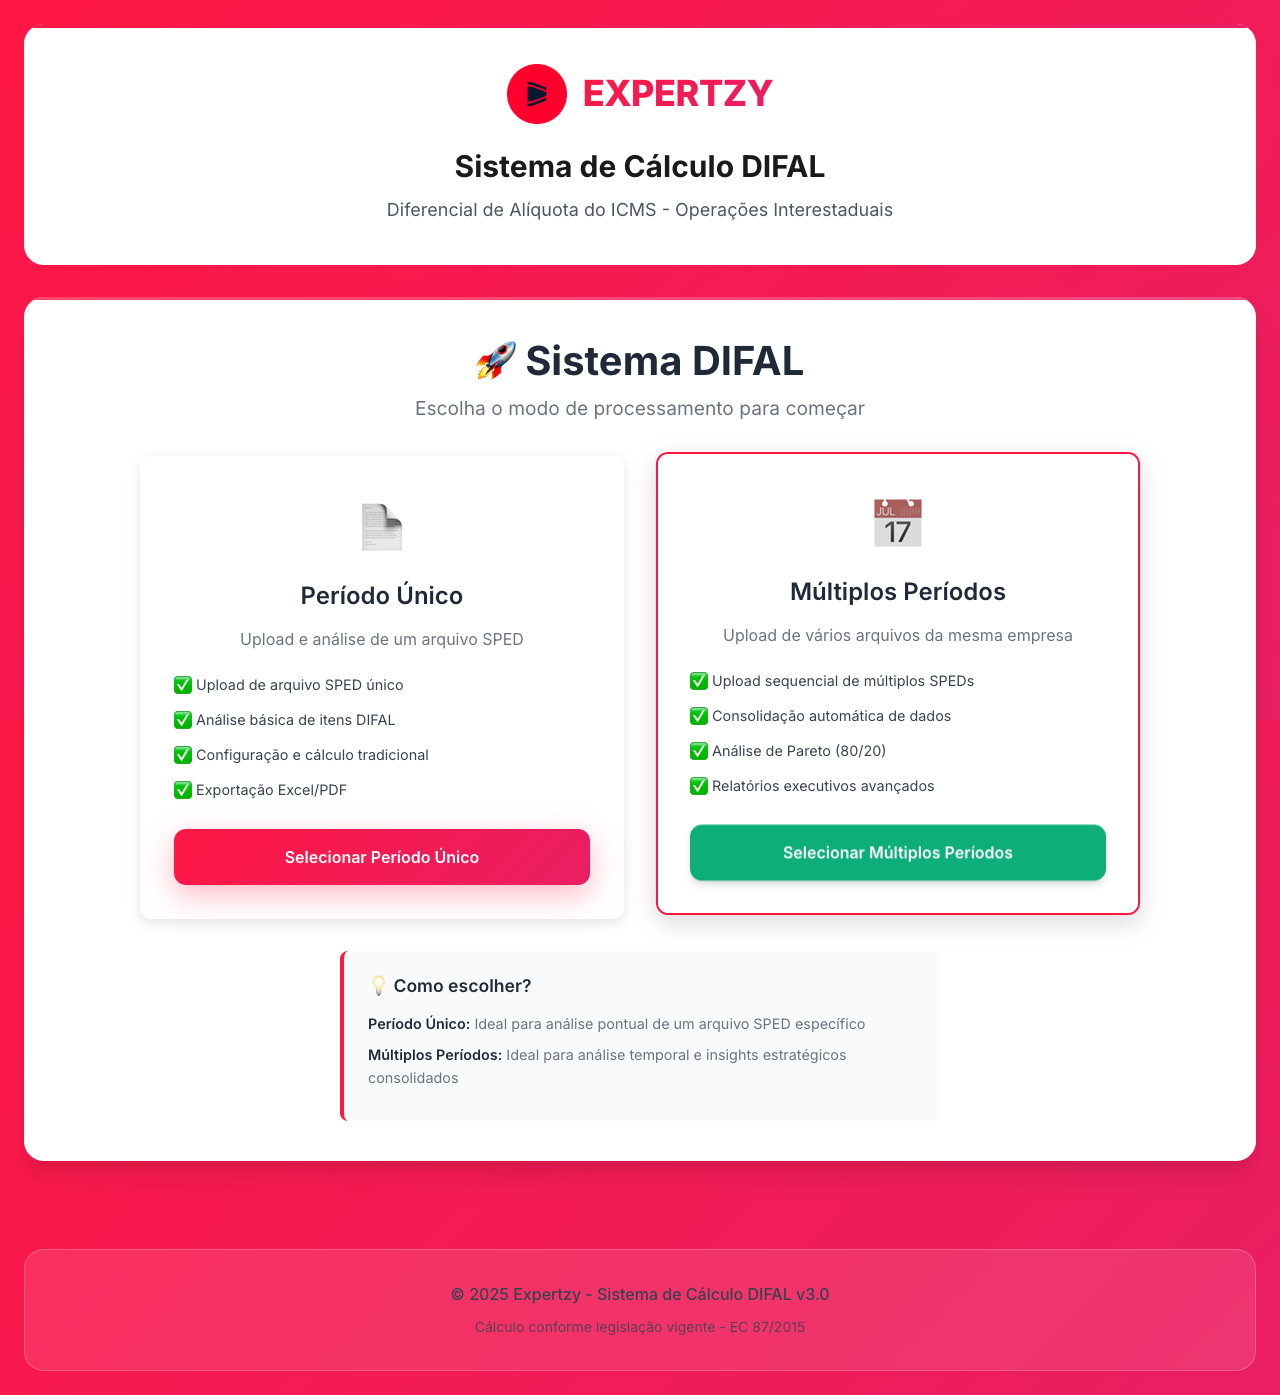 EXPERTZY
Sistema de Cálculo DIFAL
Diferencial de Alíquota do ICMS - Operações Interestaduais
🚀 Sistema DIFAL
Escolha o modo de processamento para começar
Período Único
Upload e análise de um arquivo SPED
✅ Upload de arquivo SPED único
✅ Análise básica de itens DIFAL
✅ Configuração e cálculo tradicional
✅ Exportação Excel/PDF
Selecionar Período Único
JUL
17
Múltiplos Períodos
Upload de vários arquivos da mesma empresa
✅ Upload sequencial de múltiplos SPEDs
✅ Consolidação automática de dados
✅ Análise de Pareto (80/20)
✅ Relatórios executivos avançados
Selecionar Múltiplos Períodos
💡 Como escolher?
Período Único: Ideal para análise pontual de um arquivo SPED específico
Múltiplos Períodos: Ideal para análise temporal e insights estratégicos
consolidados
© 2025 Expertzy - Sistema de Cálculo DIFAL v3.0
Cálculo conforme legislação vigente - EC 87/2015